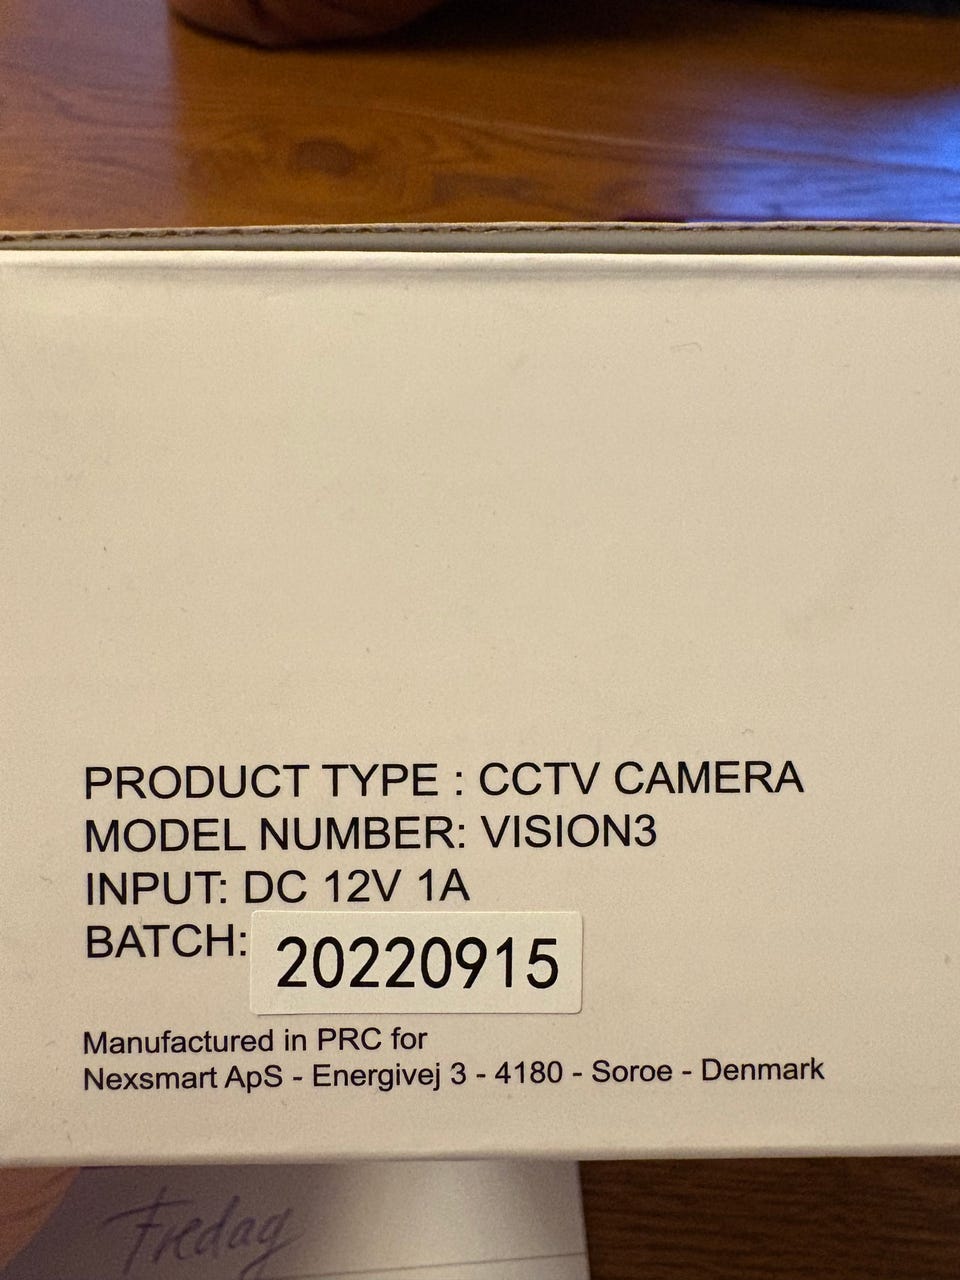 PRODUCT TYPE : CCTV CAMERA
MODEL NUMBER: VISION3
INPUT: DC 12V 1A
BATCH: 20220915
Manufactured in PRC for
Nexsmart ApS - Energivej 3 - 4180 - Soroe - Denmark
Fredag